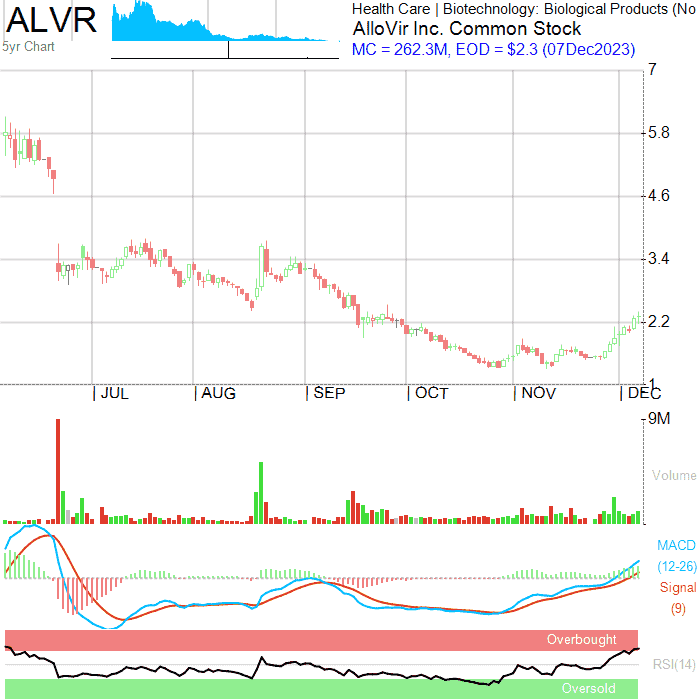 ALVR
5yr Chart
Health Care | Biotechnology: Biological Products (No
AlloVir Inc. Common Stock
MC = 262.3M, EOD = $2.3 (07Dec2023)
7
5.8
4.6
3.4
2.2
1
| JUL | AUG | SEP | OCT | NOV | DEC
9M
Volume
MACD
(12-26)
Signal
(9)
Overbought
RSI(14)
Oversold